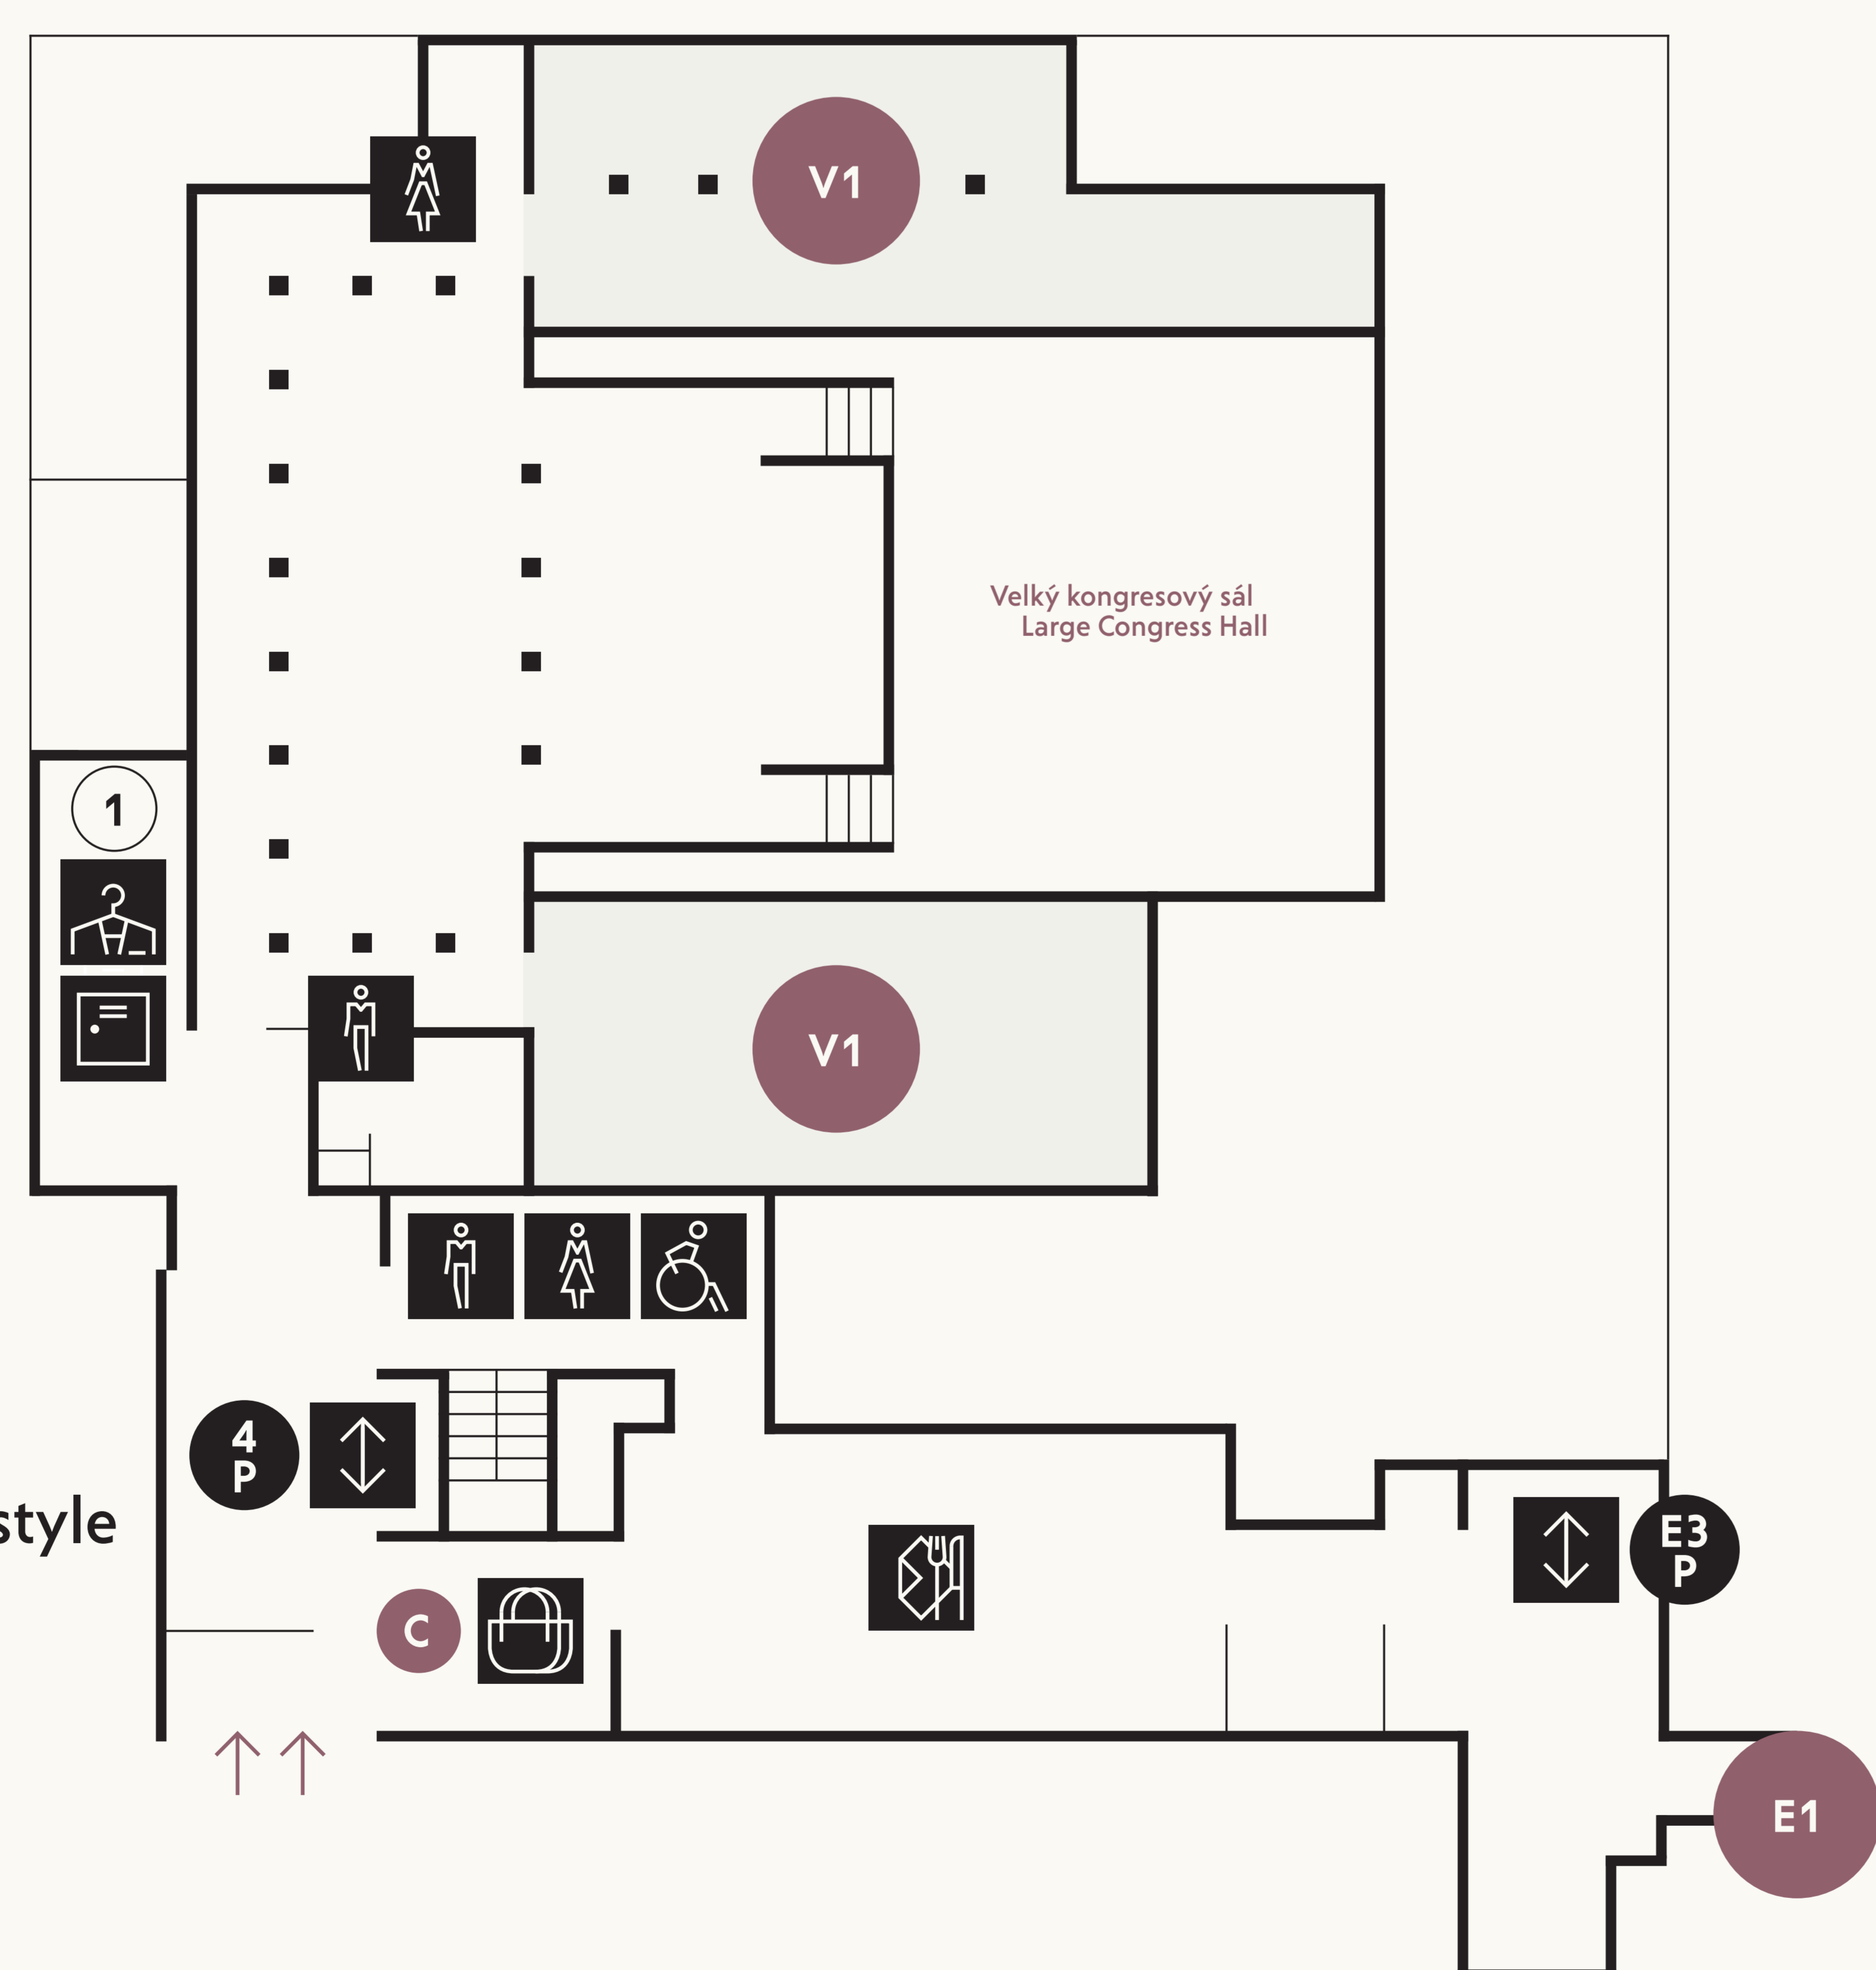 V1
Velký kongresový sál
Large Congress Hall
1
V1
4
P
style
E3
P
C
E1